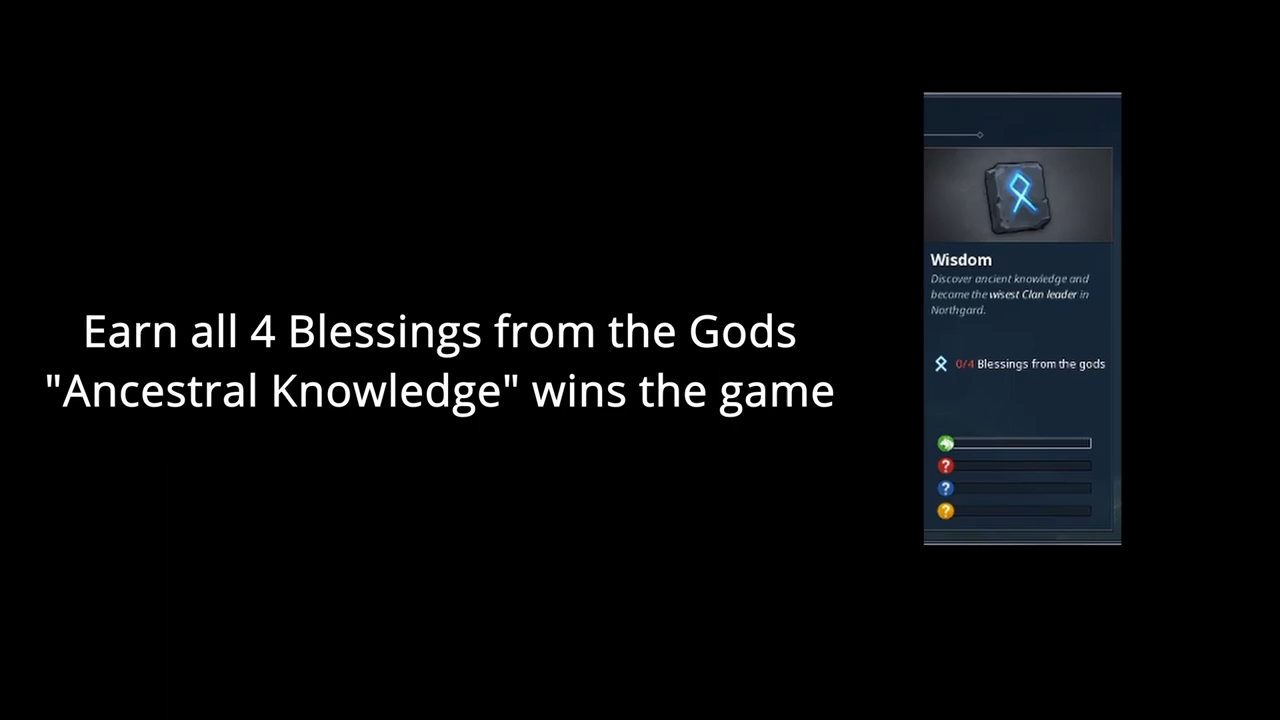 Earn all 4 Blessings from the Gods
"Ancestral Knowledge" wins the game
Wisdom
Discover ancient knowledge and
become the wisest Clan leader in
Northgard.
0/4 Blessings from the gods
?
?
?